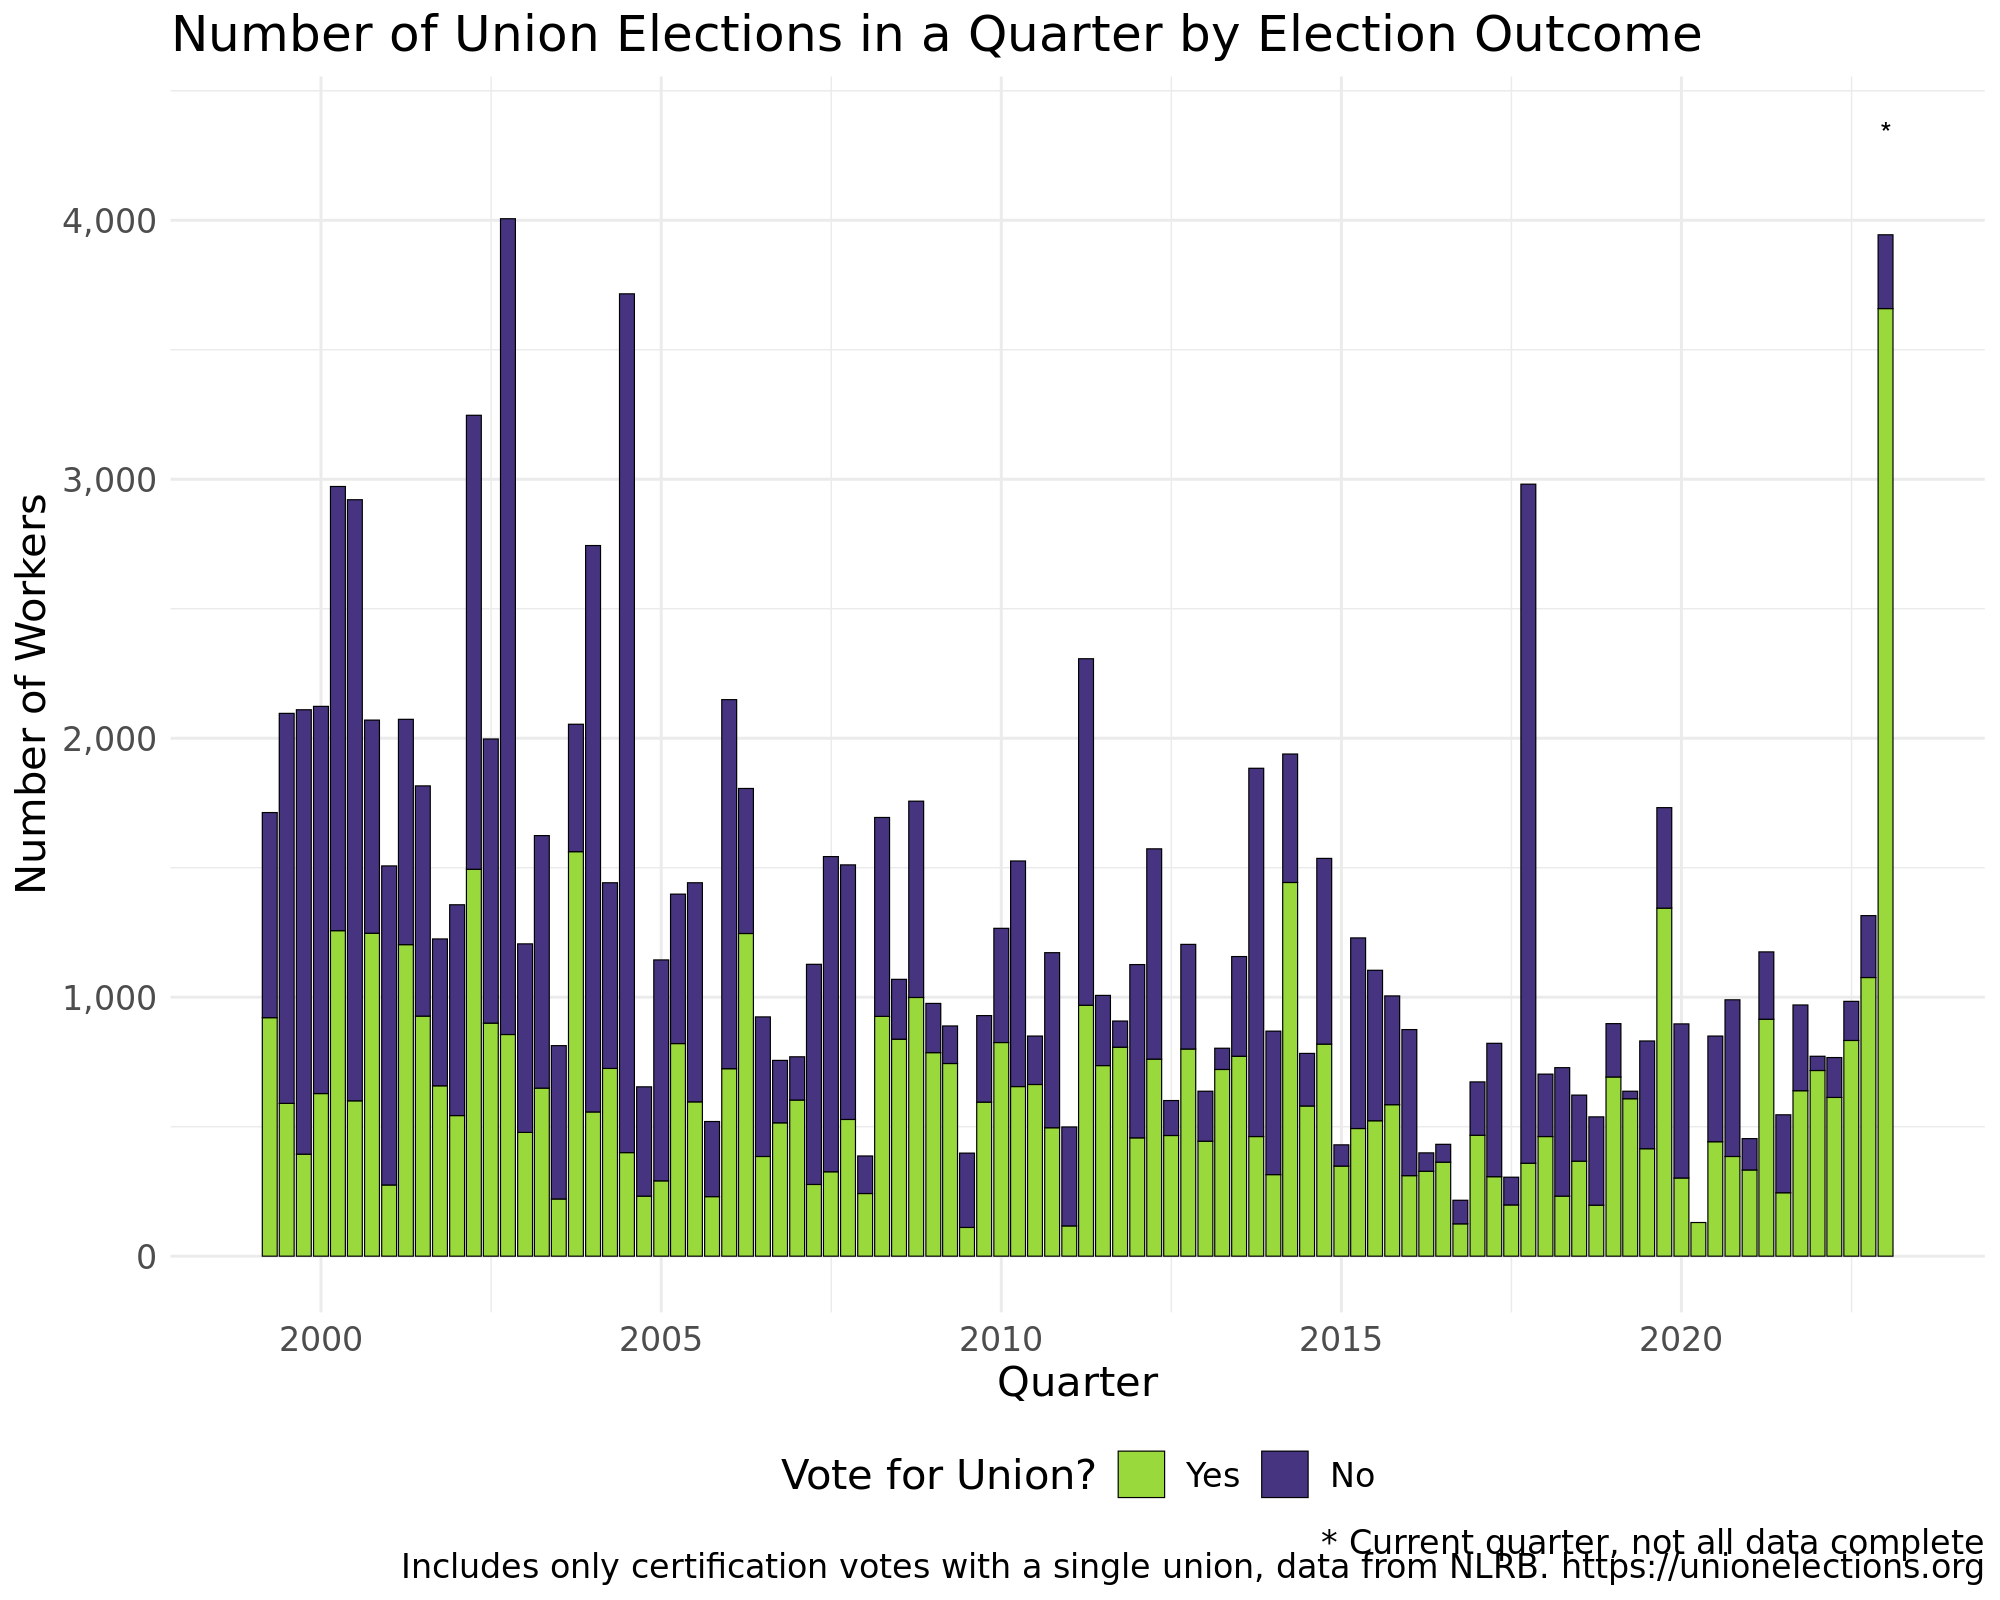 Number of Union Elections in a Quarter by Election Outcome
*
4,000
3,000
2,000
1,000
0
Number of Workers
2000 2005 2010 2015 2020
Quarter
Vote for Union? Yes No
* Current quarter, not all data complete
Includes only certification votes with a single union, data from NLRB. https://unionelections.org